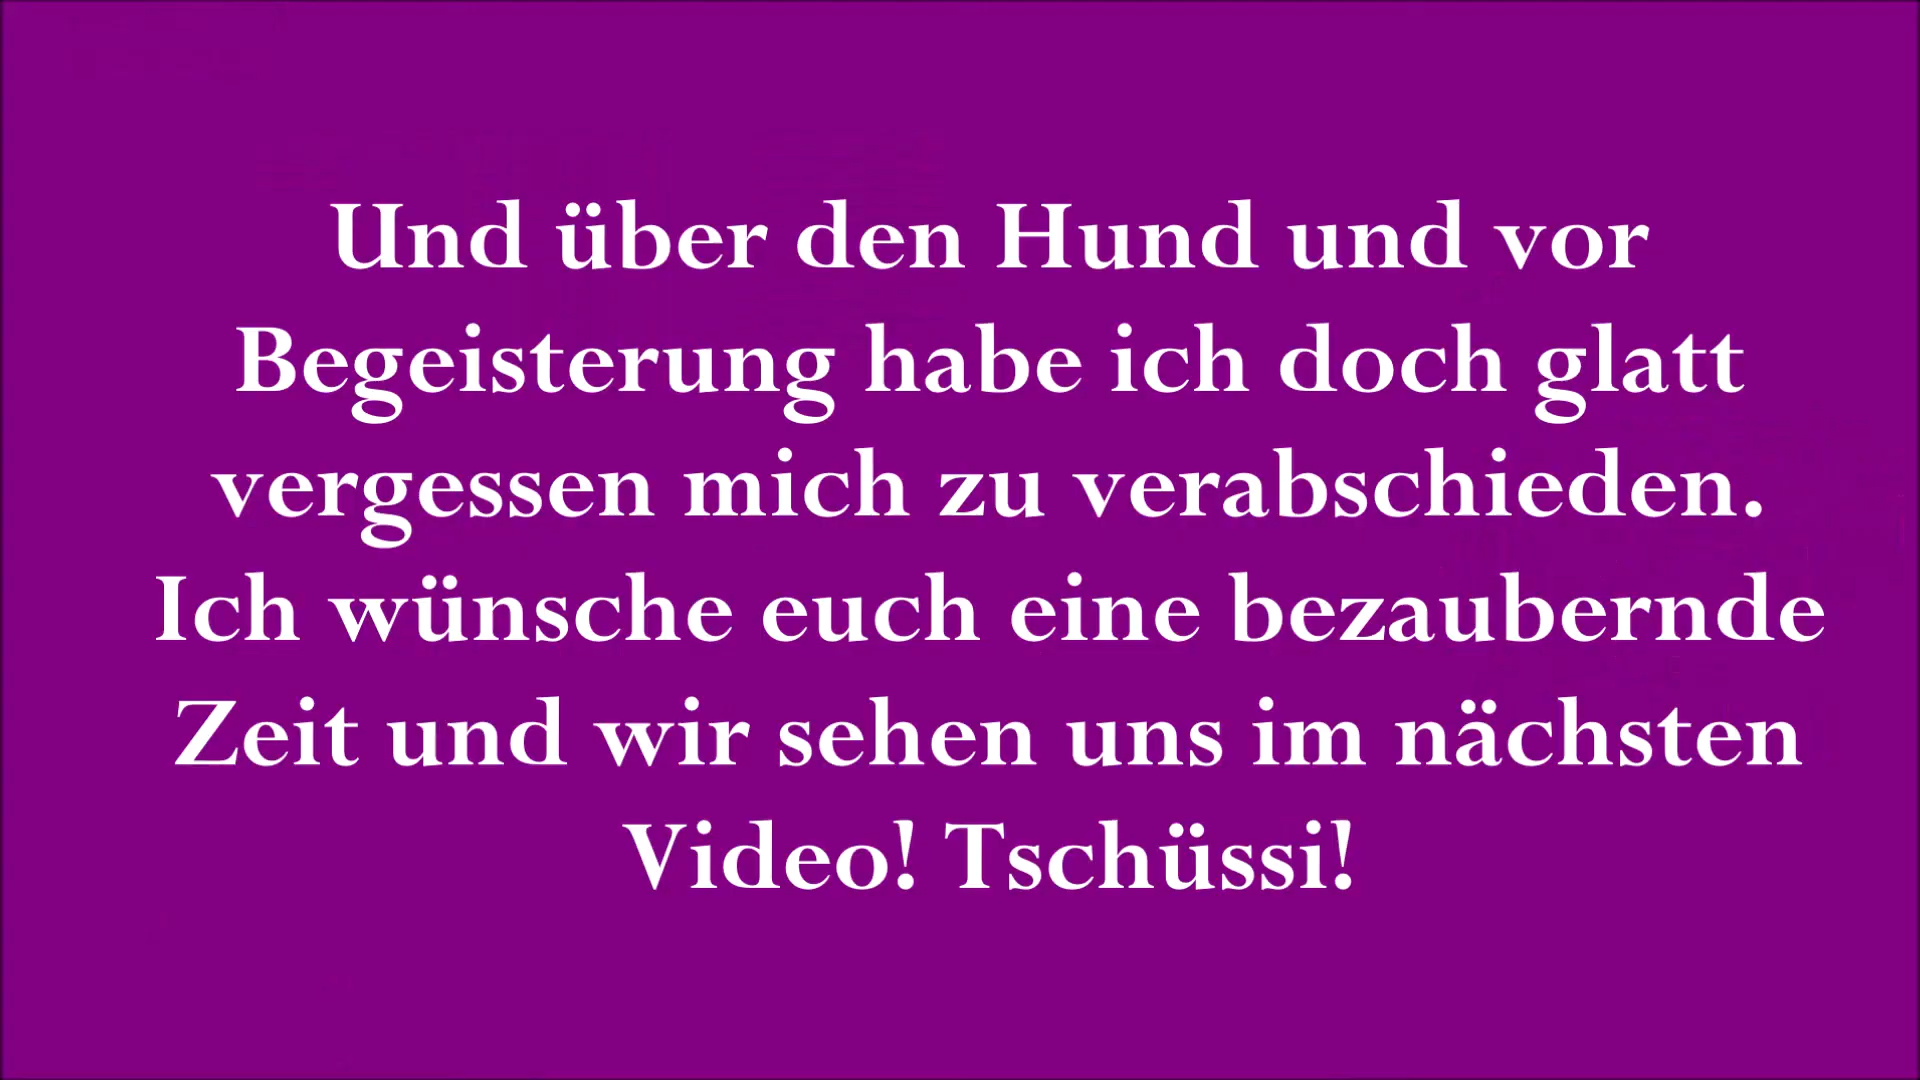 Und über den Hund und vor
Begeisterung habe ich doch glatt
vergessen mich zu verabschieden.
Ich wünsche euch eine bezaubernde
Zeit und wir sehen uns im nächsten
Video! Tschüssi!